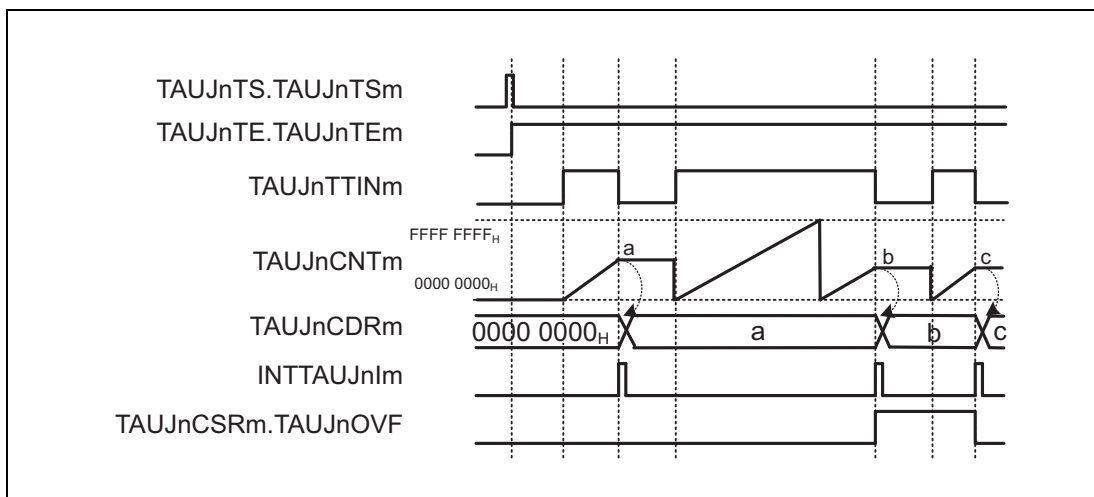 TAUJnTS.TAUJnTSm
TAUJnTE.TAUJnTEm
TAUJnTTINm
FFFF FFFFH
TAUJnCNTm
0000 0000H
a
b
c
TAUJnCDRm
0000 0000H
a
b
c
INTTAUJnIm
TAUJnCSRm.TAUJnOVF